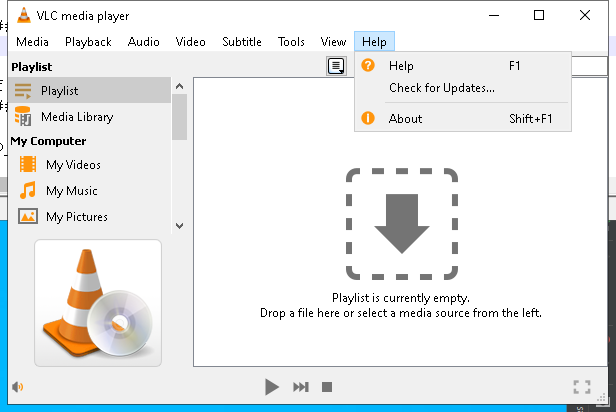 VLC media player
Media Playback Audio Video Subtitle Tools View Help
Playlist
Playlist
Media Library
My Computer
My Videos
My Music
My Pictures
Help F1
Check for Updates...
About Shift+F1
Playlist is currently empty.
Drop a file here or select a media source from the left.